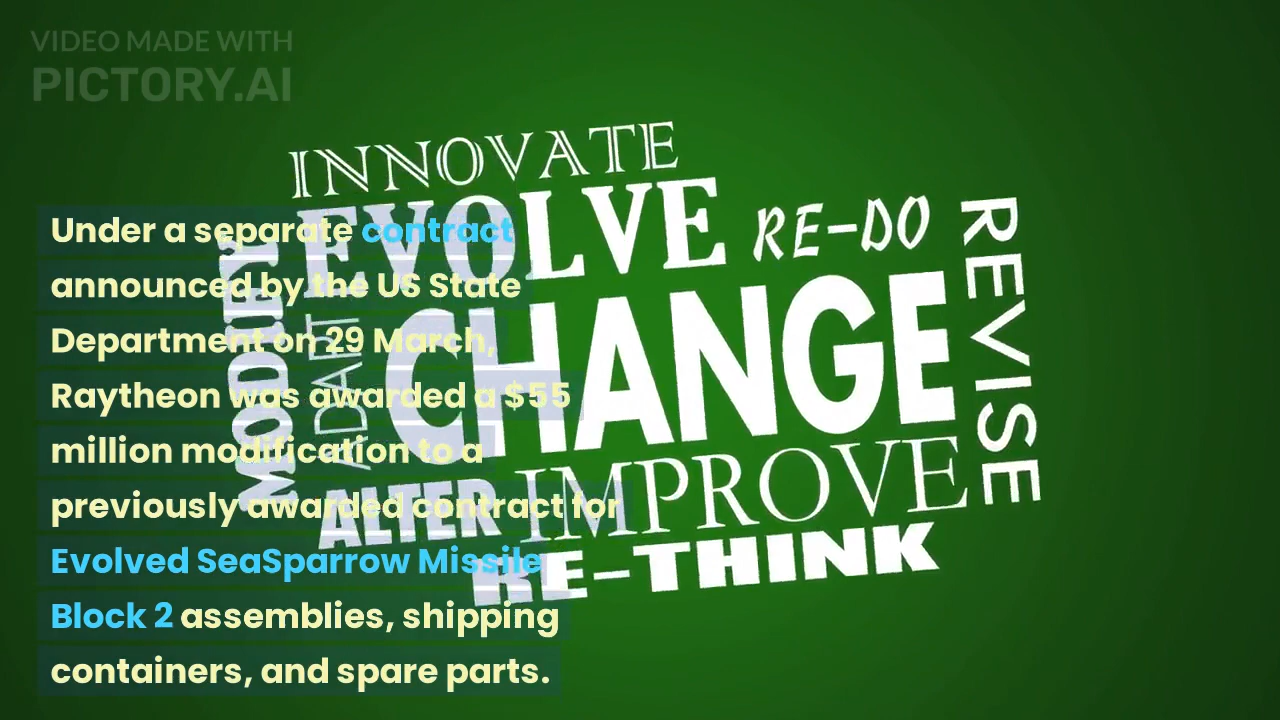 VIDEO MADE WITH
PICTORY.AI
INNOVATE
EVOLVE
RE-DO
REVISE
MODIFY
ADAPT
CHANGE
ALTER
IMPROVE
RE-THINK
Under a separate contract
announced by the US State
Department on 29 March,
Raytheon was awarded a $55
million modification to a
previously awarded contract for
Evolved SeaSparrow Missile
Block 2 assemblies, shipping
containers, and spare parts.